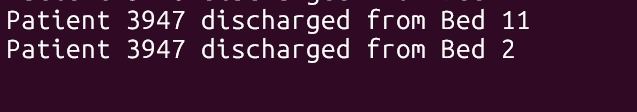 Patient 3947 discharged from Bed 11
Patient 3947 discharged from Bed 2